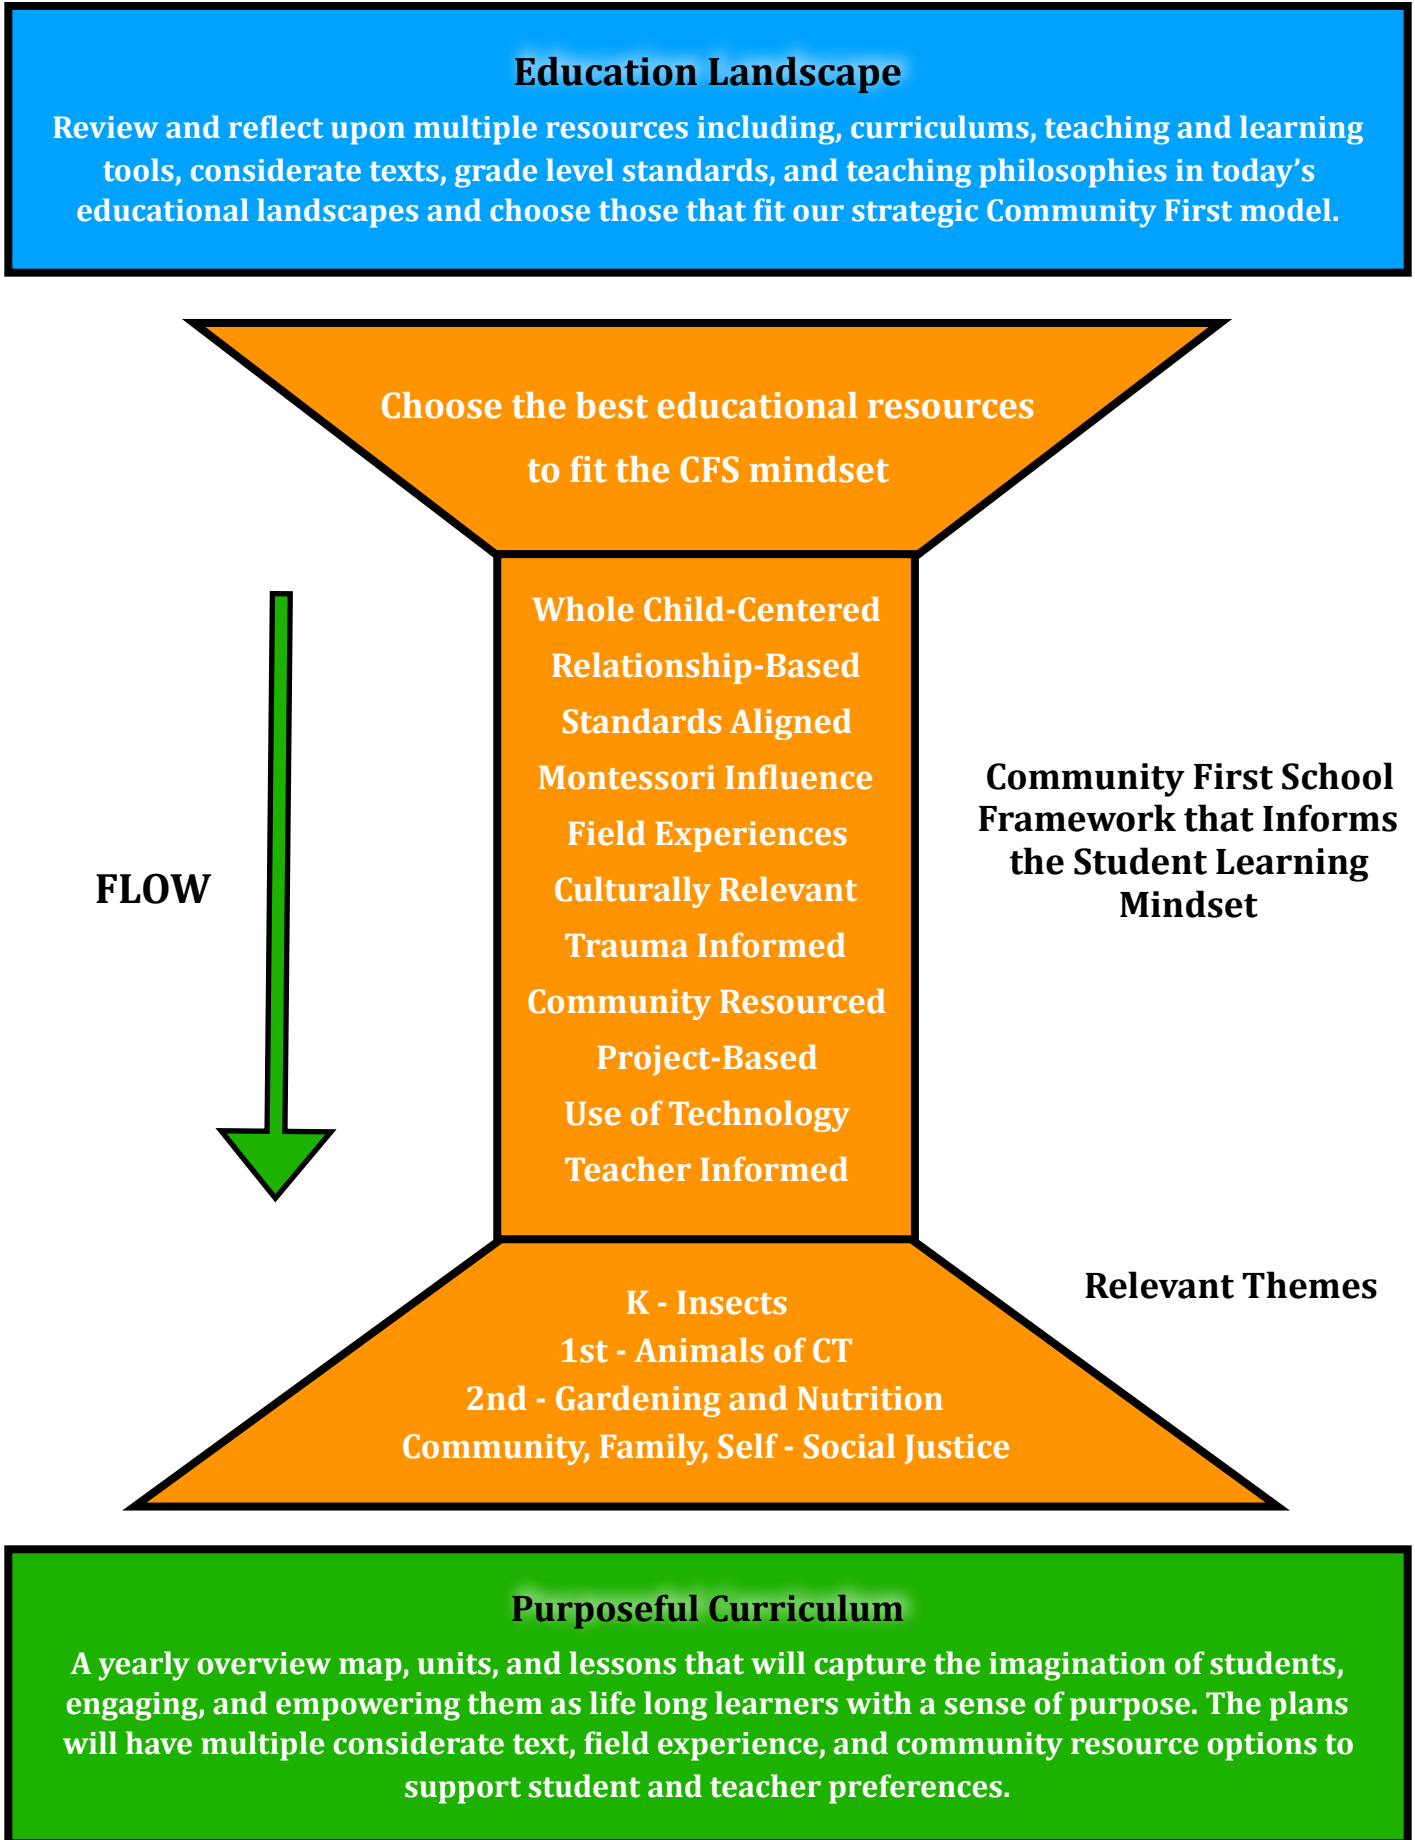 Education Landscape
Review and reflect upon multiple resources including, curriculums, teaching and learning
tools, considerate texts, grade level standards, and teaching philosophies in today’s
educational landscapes and choose those that fit our strategic Community First model.
Choose the best educational resources
to fit the CFS mindset
Whole Child-Centered
Relationship-Based
Standards Aligned
Montessori Influence
Field Experiences
Culturally Relevant
Trauma Informed
Community Resourced
Project-Based
Use of Technology
Teacher Informed
FLOW
Community First School
Framework that Informs
the Student Learning
Mindset
Relevant Themes
K - Insects
1st - Animals of CT
2nd - Gardening and Nutrition
Community, Family, Self - Social Justice
Purposeful Curriculum
A yearly overview map, units, and lessons that will capture the imagination of students,
engaging, and empowering them as life long learners with a sense of purpose. The plans
will have multiple considerate text, field experience, and community resource options to
support student and teacher preferences.